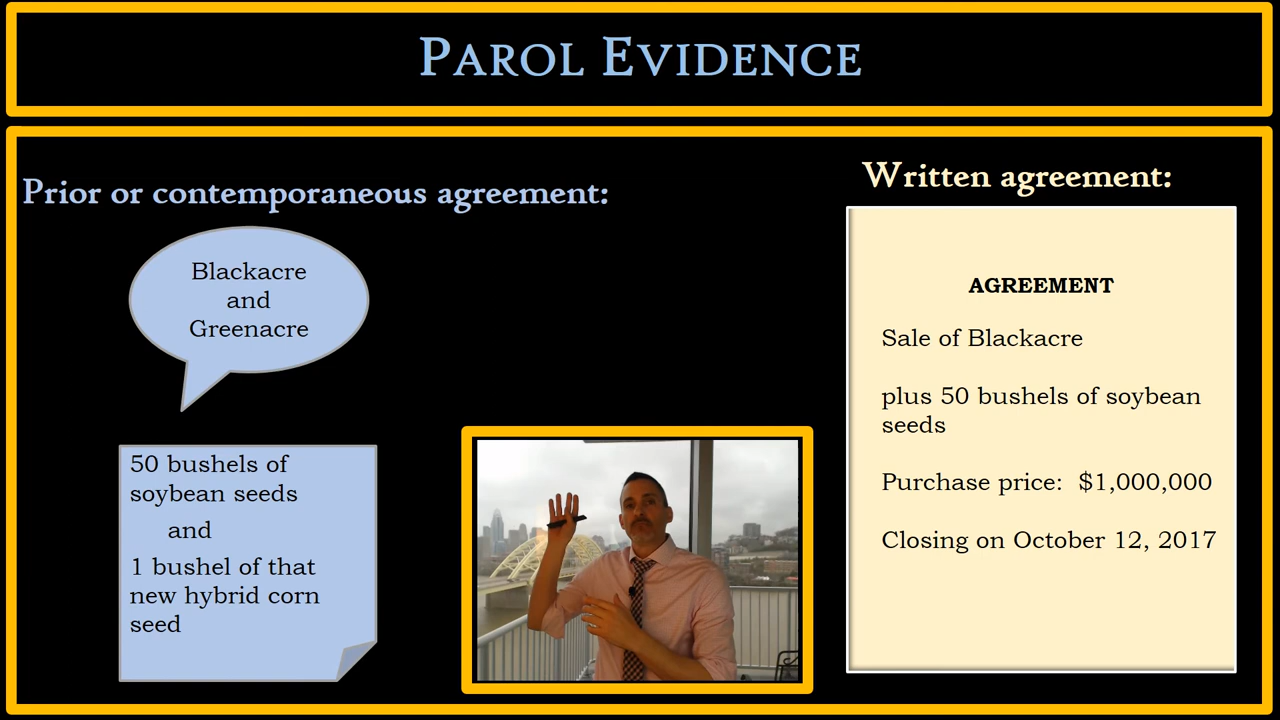 PAROL EVIDENCE
Prior or contemporaneous agreement:
Blackacre
and
Greenacre
50 bushels of
soybean seeds
and
1 bushel of that
new hybrid corn
seed
Written agreement:
AGREEMENT
Sale of Blackacre
plus 50 bushels of soybean
seeds
Purchase price: $1,000,000
Closing on October 12, 2017